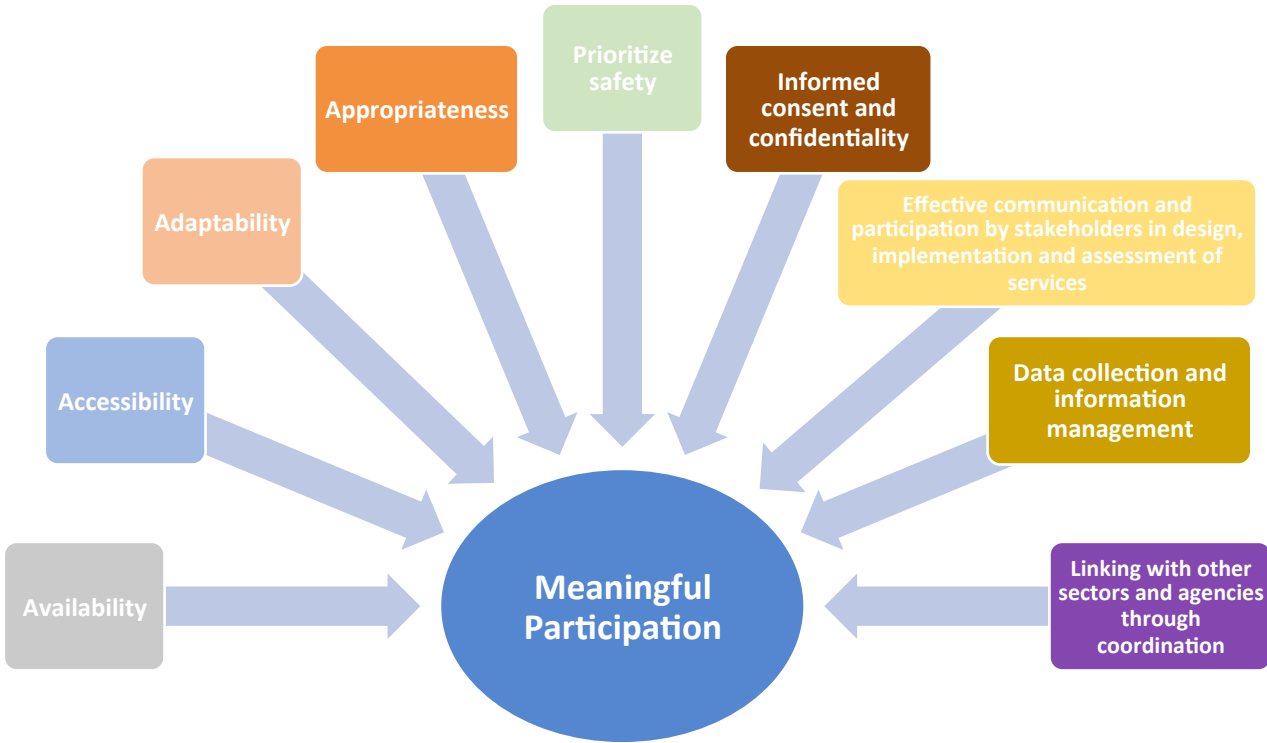 Availability
Accessibility
Adaptability
Appropriateness
Prioritize
safety
Informed
consent and
confidentiality
Effective communication and
participation by stakeholders in design,
implementation and assessment of
services
Data collection and
information
management
Linking with other
sectors and agencies
through
coordination
Meaningful
Participation